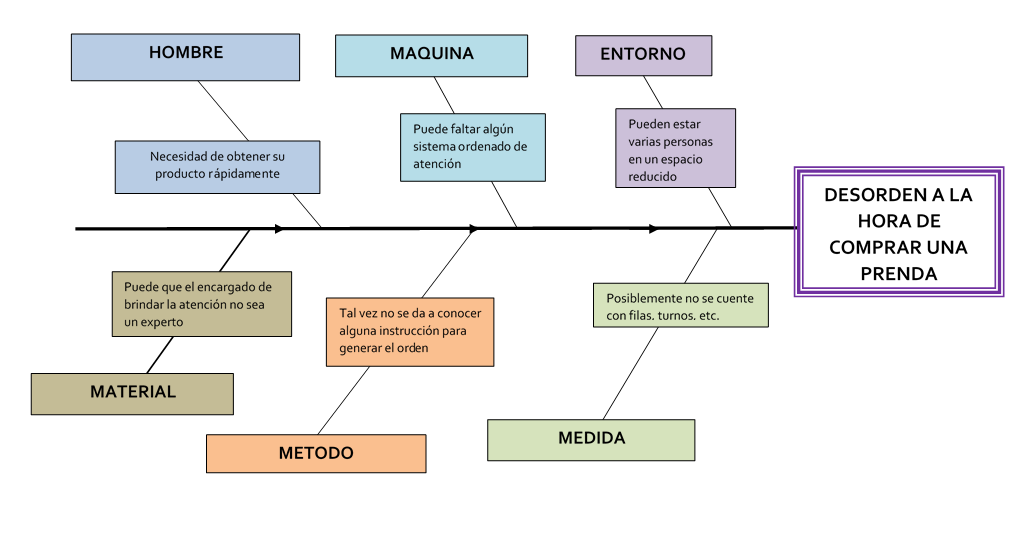 HOMBRE
MAQUINA
ENTORNO
Necesidad de obtener su
producto rápidamente
Puede faltar algún
sistema ordenado de
atención
Pueden estar
varias personas
en un espacio
reducido
DESORDEN A LA
HORA DE
COMPRAR UNA
PRENDA
Puede que el encargado de
brindar la atención no sea
un experto
Tal vez no se da a conocer
alguna instrucción para
generar el orden
Posiblemente no se cuente
con filas. turnos. etc.
MATERIAL
METODO
MEDIDA